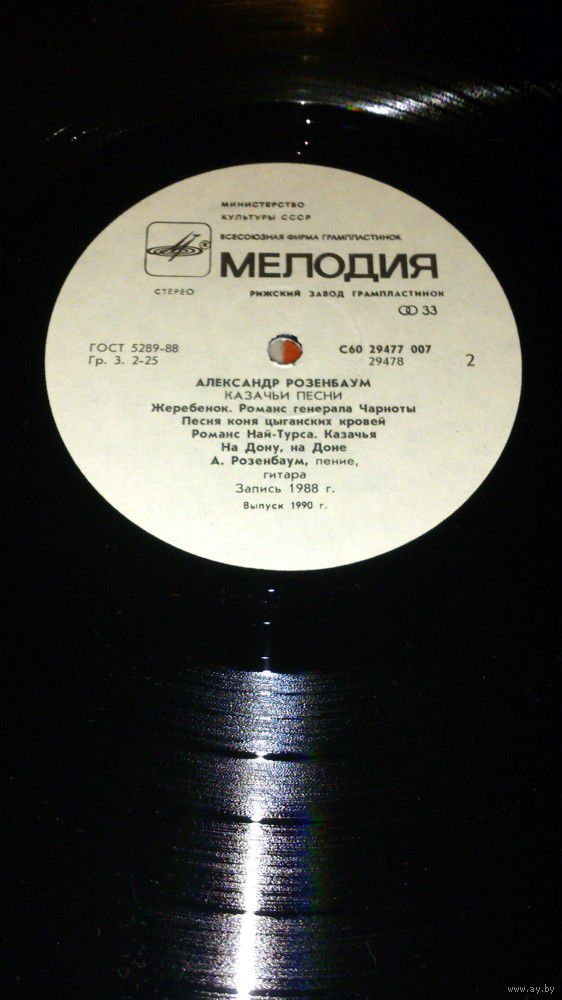 МИНИСТЕРСТВО
КУЛЬТУРЫ СССР
ВСЕСОЮЗНАЯ ФИРМА ГРАМПЛАСТИНОК
® МЕЛОДИЯ
СТЕРЕО
РИЖСКИЙ ЗАВОД ГРАМПЛАСТИНОК
33
ГОСТ 5289-88
Гр. 3. 2-25
С60 29477 007
29478
2
АЛЕКСАНДР РОЗЕНБАУМ
КАЗАЧЬИ ПЕСНИ
Жеребенок. Романс генерала Чарноты
Песня коня цыганских кровей
Романс Най-Турса. Казачья
На Дону, на Доне
А. Розенбаум, пение,
гитара
Запись 1988 г.
Выпуск 1990 г.
www.ay.by